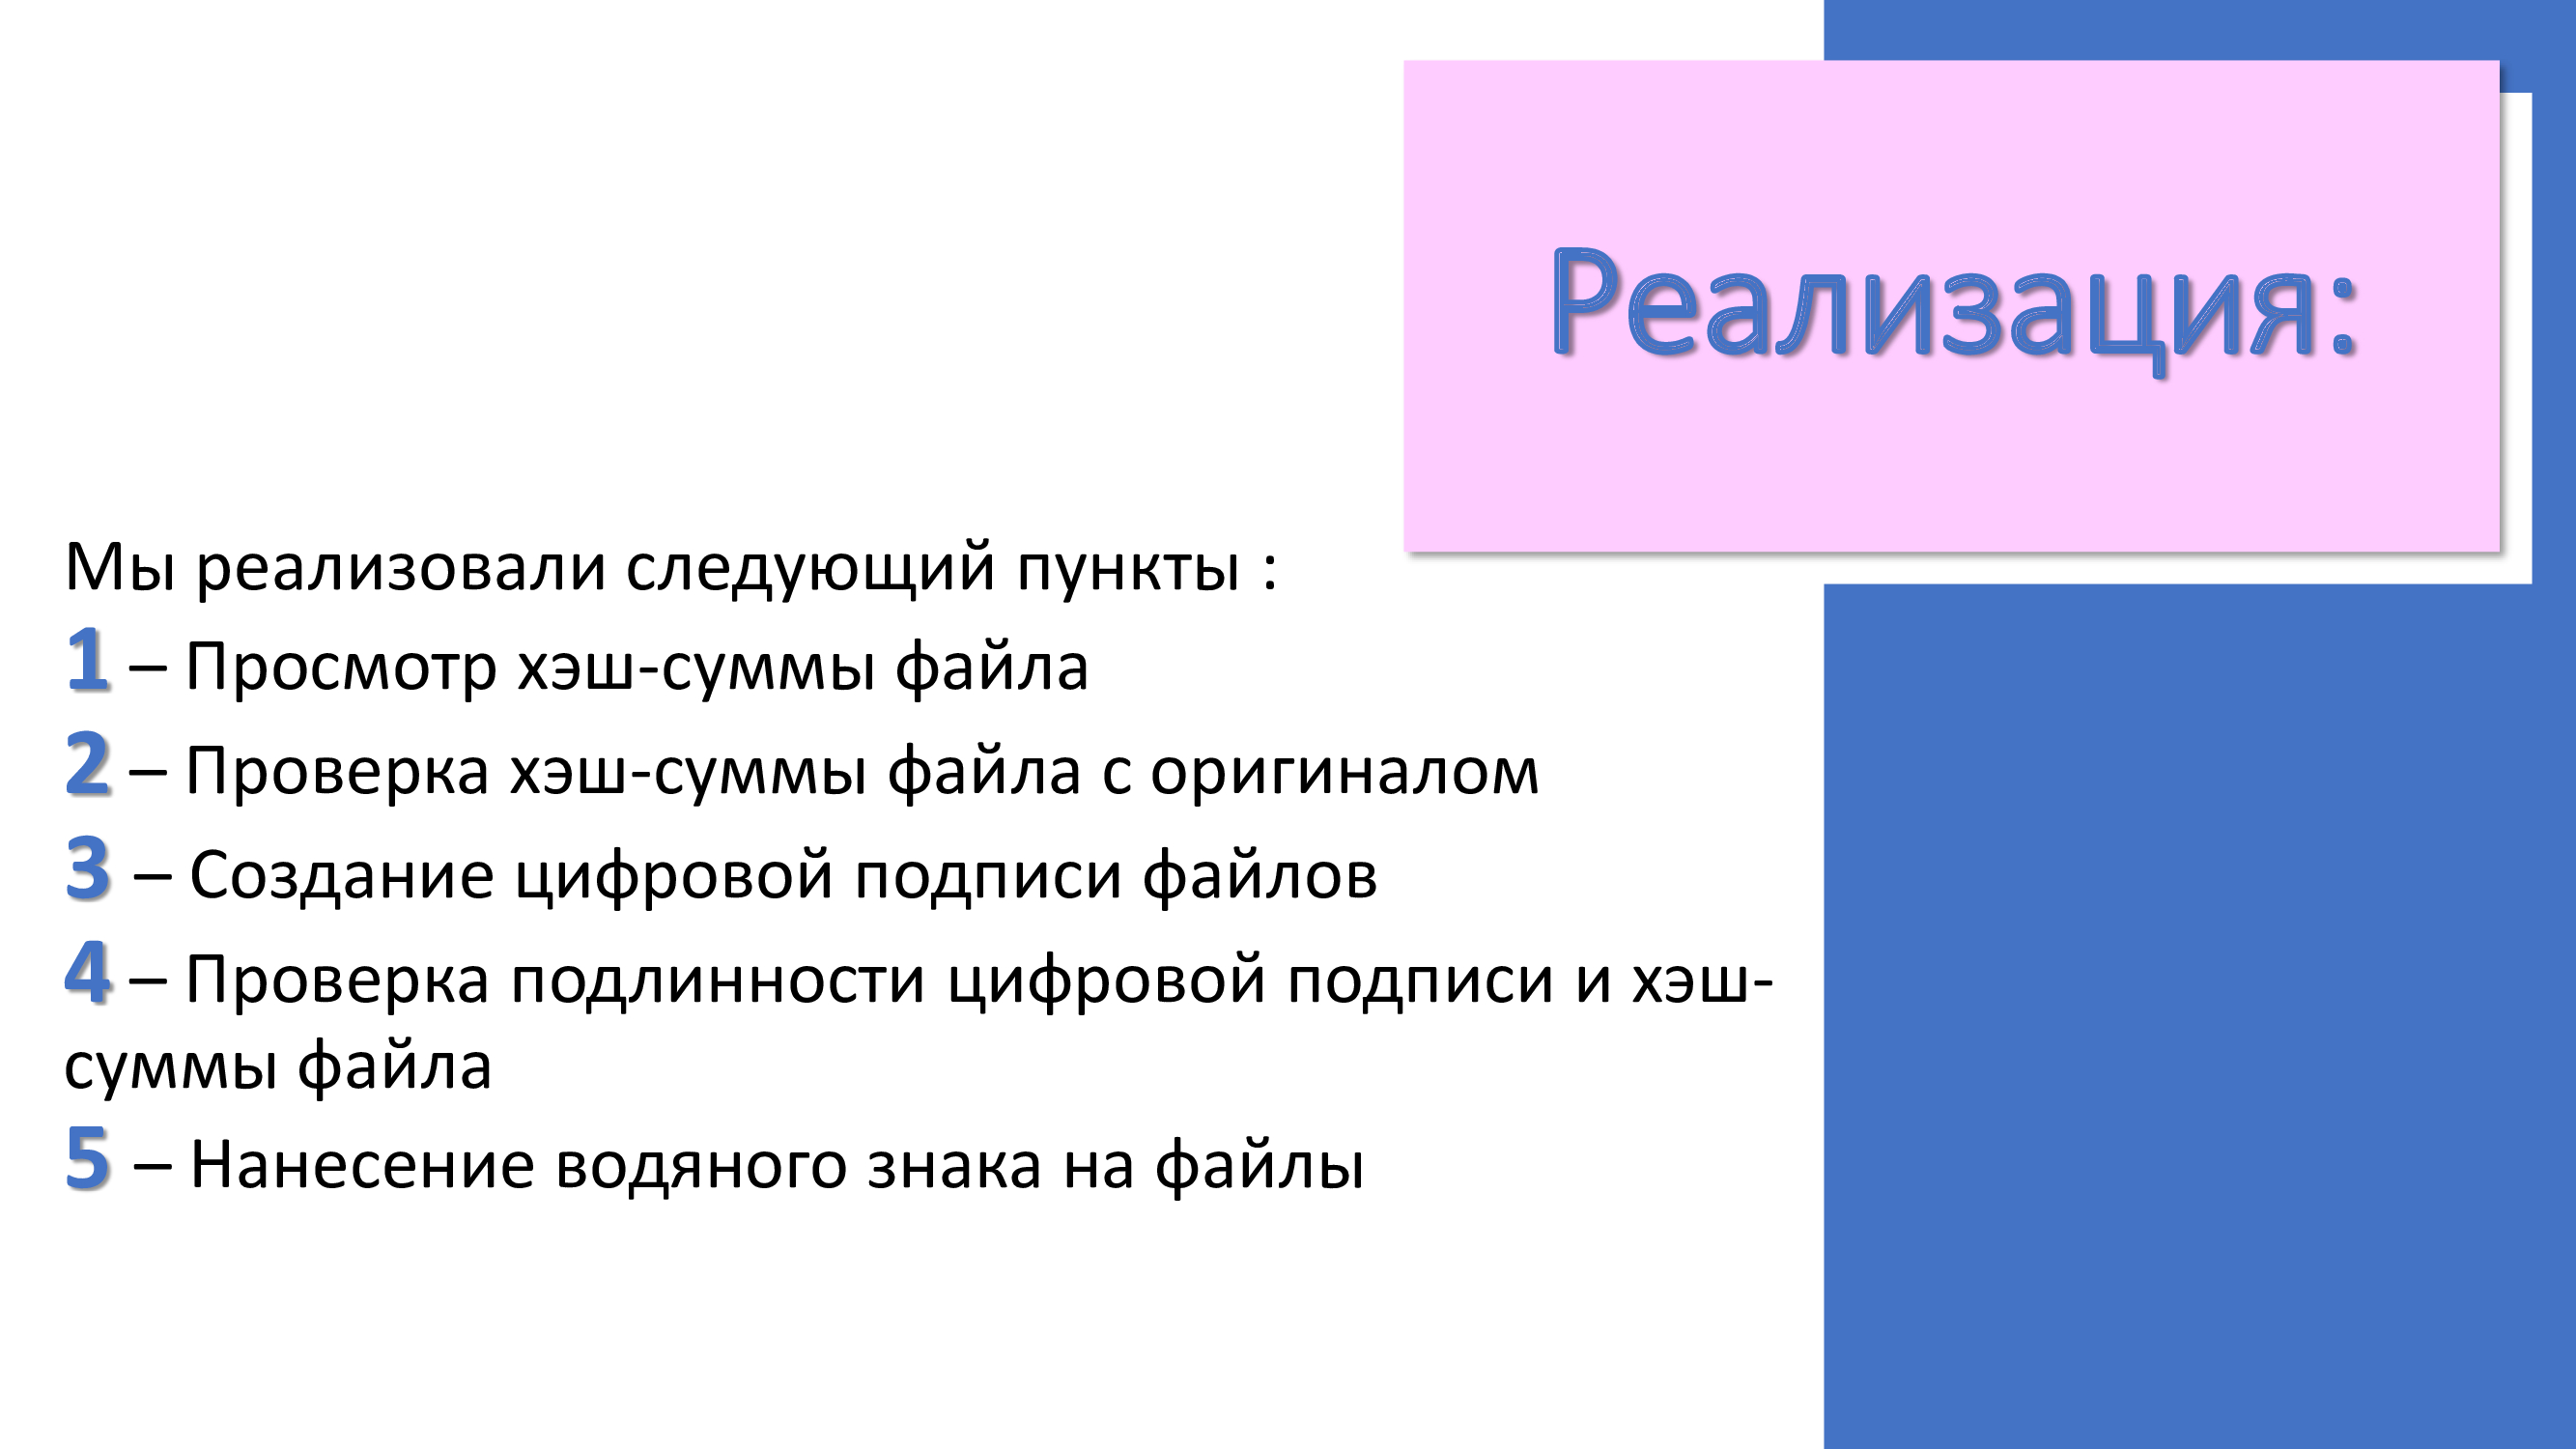 Реализация:
Мы реализовали следующий пункты :
1 – Просмотр хэш-суммы файла
2 – Проверка хэш-суммы файла с оригиналом
3 – Создание цифровой подписи файлов
4 – Проверка подлинности цифровой подписи и хэш-
суммы файла
5 – Нанесение водяного знака на файлы